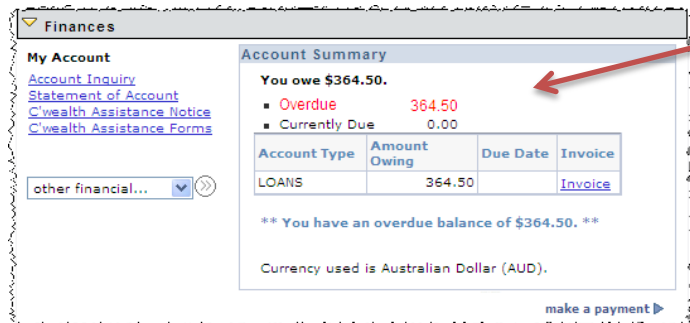 Finances
My Account
Account Inquiry
Statement of Account
C'wealth Assistance Notice
C'wealth Assistance Forms
other financial...
Account Summary
You owe $364.50.
Overdue 364.50
Currently Due 0.00
Account Type Amount Owing Due Date Invoice
LOANS 364.50 Invoice
** You have an overdue balance of $364.50. **
Currency used is Australian Dollar (AUD).
make a payment